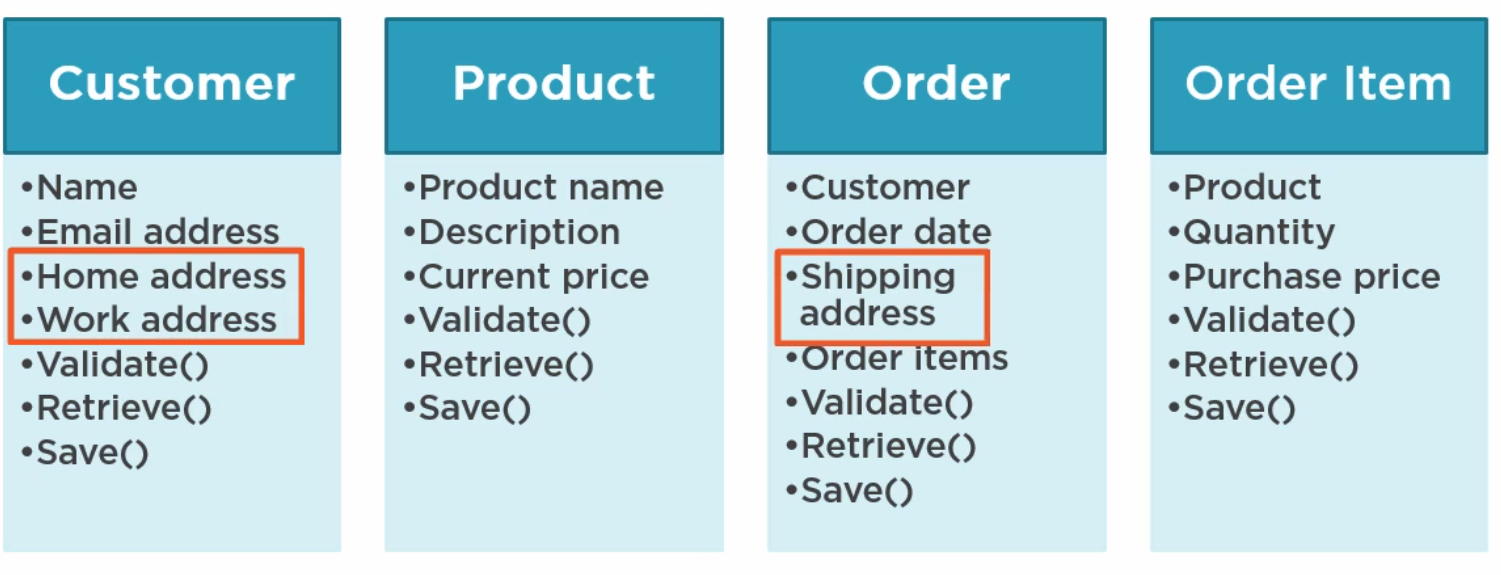 Customer
•Name
•Email address
•Home address
•Work address
•Validate()
•Retrieve()
•Save()
Product
•Product name
•Description
•Current price
•Validate()
•Retrieve()
•Save()
Order
•Customer
•Order date
•Shipping
address
•Order items
•Validate()
•Retrieve()
•Save()
Order Item
•Product
•Quantity
•Purchase price
•Validate()
•Retrieve()
•Save()